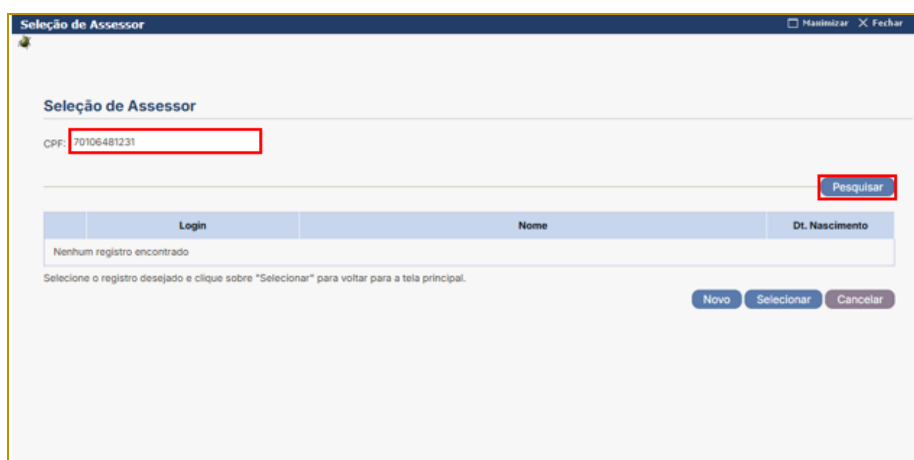 Seleção de Assessor Maximizar Fechar
Seleção de Assessor
CPF: 70106481231
Pesquisar
Login Nome Dt. Nascimento
Nenhum registro encontrado
Selecione o registro desejado e clique sobre "Selecionar" para voltar para a tela principal.
Novo Selecionar Cancelar